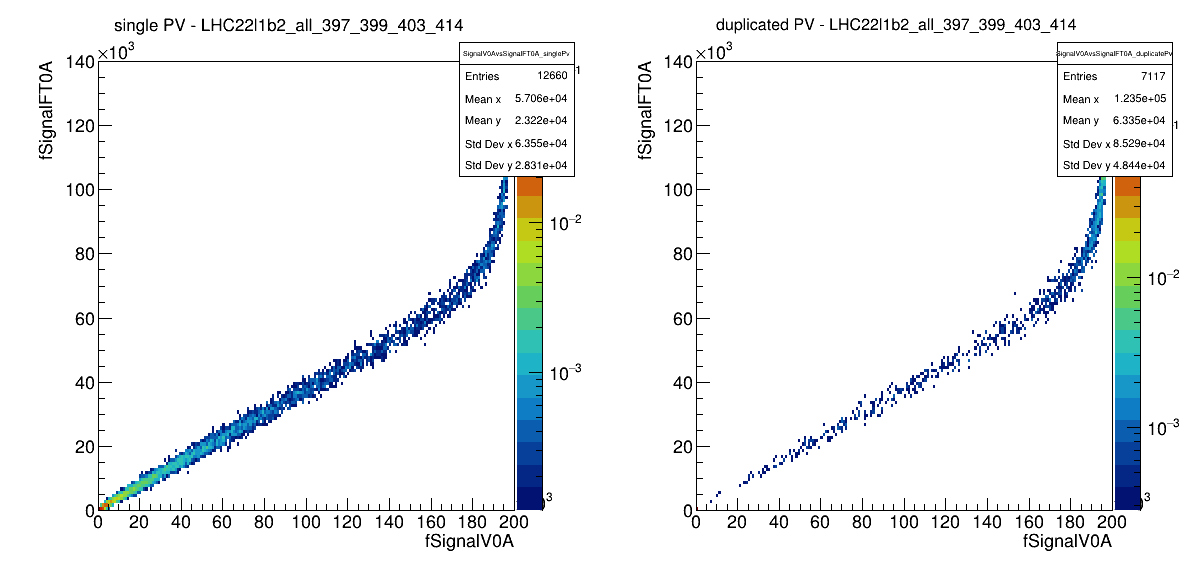 single PV - LHC22l1b2_all_397_399_403_414
×10³
fSignalFT0A
140
120
100
80
60
40
20
0
0 20 40 60 80 100 120 140 160 180 200
fSignalV0A
SignalV0AvsSignalFT0A_singlePv
Entries 12660
Mean x 5.706e+04
Mean y 2.322e+04
Std Dev x 6.355e+04
Std Dev y 2.831e+04
1
10⁻²
10⁻³
3
duplicated PV - LHC22l1b2_all_397_399_403_414
×10³
fSignalFT0A
140
120
100
80
60
40
20
0
0 20 40 60 80 100 120 140 160 180 200
fSignalV0A
SignalV0AvsSignalFT0A_duplicatePv
Entries 7117
Mean x 1.235e+05
Mean y 6.335e+04
Std Dev x 8.529e+04
Std Dev y 4.844e+04
1
10⁻²
10⁻³
3